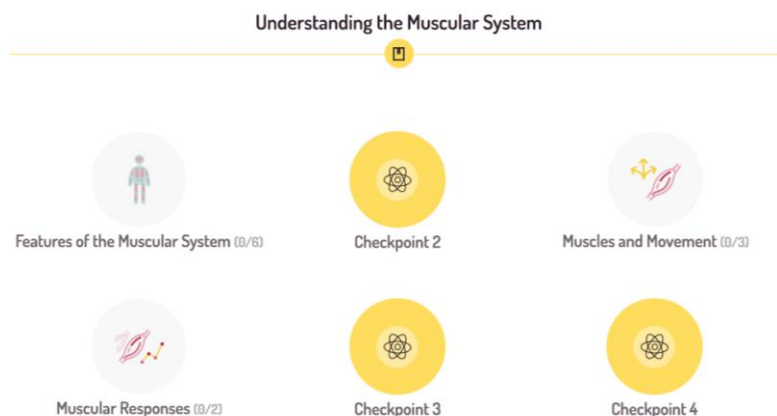 Understanding the Muscular System
Features of the Muscular System (0/6)
Checkpoint 2
Muscles and Movement (0/3)
Muscular Responses (0/2)
Checkpoint 3
Checkpoint 4